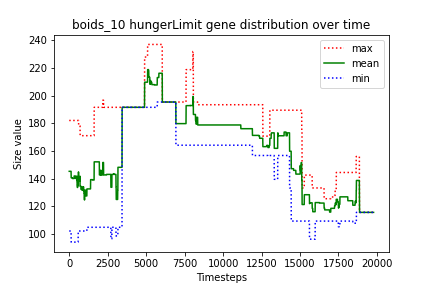 boids_10 hungerLimit gene distribution over time
max
mean
min
Size value
240
220
200
180
160
140
120
100
0
2500
5000
7500
10000
12500
15000
17500
20000
Timesteps